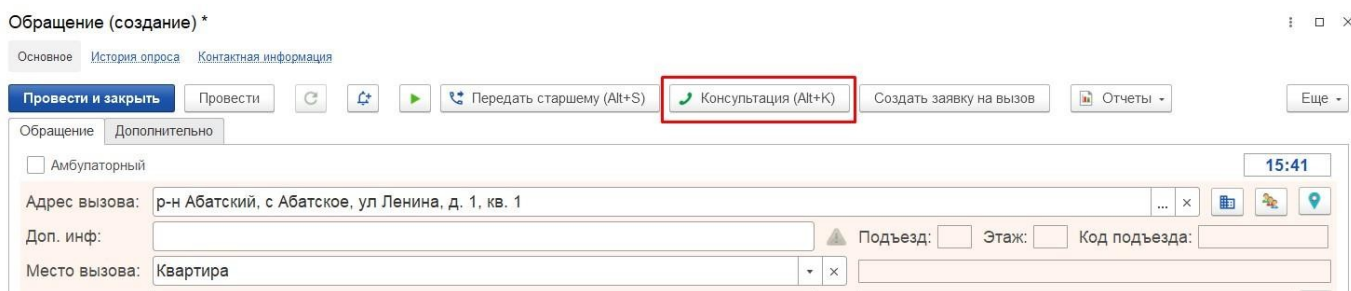 Обращение (создание) *
Основное История опроса Контактная информация
Провести и закрыть Провести Передать старшему (Alt+S) Консультация (Alt+K) Создать заявку на вызов Отчеты Еще
Обращение Дополнительно
Амбулаторный 15:41
Адрес вызова: р-н Абатский, с Абатское, ул Ленина, д. 1, кв. 1 ...
Доп. инф: Подъезд: Этаж: Код подъезда:
Место вызова: Квартира